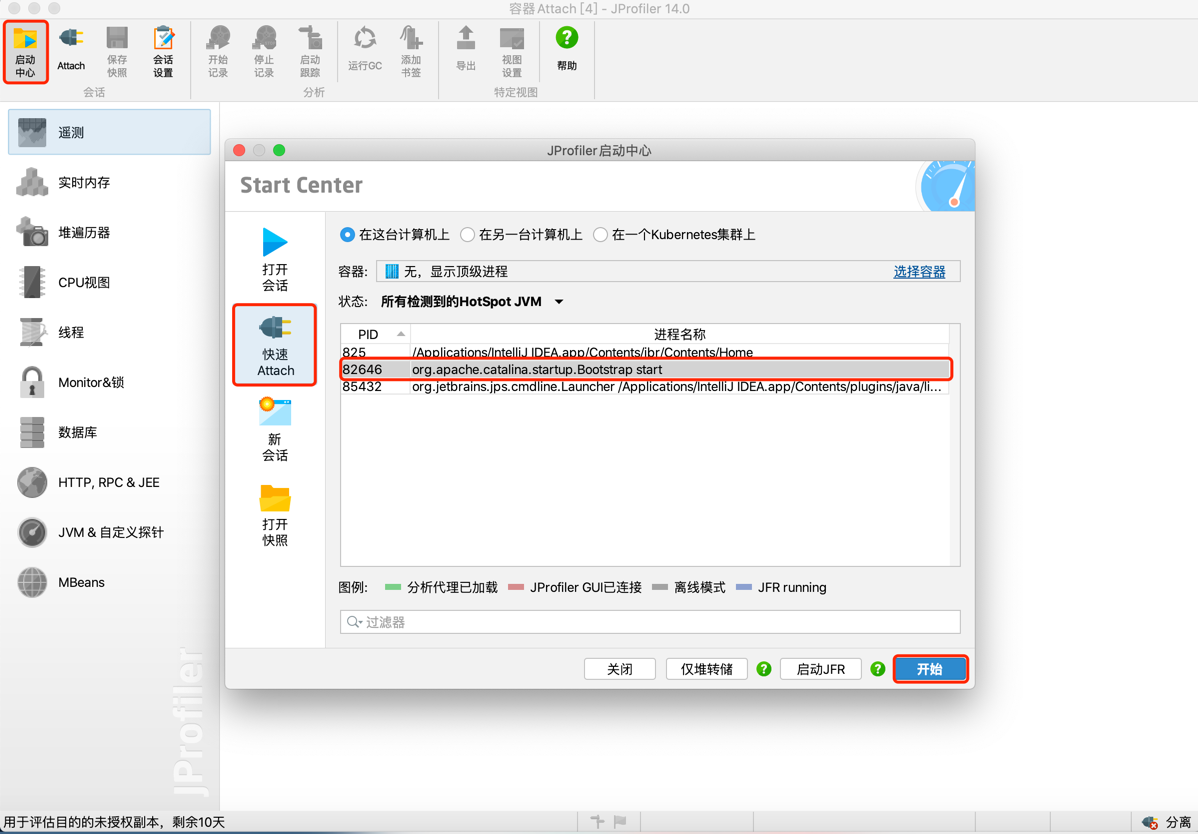 容器Attach [4] - JProfiler 14.0
启动
中心
Attach
保存
快照
会话
设置
开始
记录
停止
记录
启动
跟踪
运行GC
添加
书签
导出
视图
设置
帮助
会话
分析
特定视图
遥测
实时内存
堆遍历器
CPU视图
线程
Monitor&锁
数据库
HTTP, RPC & JEE
JVM & 自定义探针
MBeans
JProfiler
JProfiler启动中心
Start Center
打开
会话
快速
Attach
新
会话
打开
快照
在这台计算机上 在另一台计算机上 在一个Kubernetes集群上
容器: 无，显示顶级进程 选择容器
状态: 所有检测到的HotSpot JVM
PID 进程名称
825 /Applications/IntelliJ IDEA.app/Contents/jbr/Contents/Home
82646 org.apache.catalina.startup.Bootstrap start
85432 org.jetbrains.jps.cmdline.Launcher /Applications/IntelliJ IDEA.app/Contents/plugins/java/li...
图例: 分析代理已加载 JProfiler GUI已连接 离线模式 JFR running
过滤器
关闭 仅堆转储 ? 启动JFR ? 开始
用于评估目的的未授权副本，剩余10天
分离